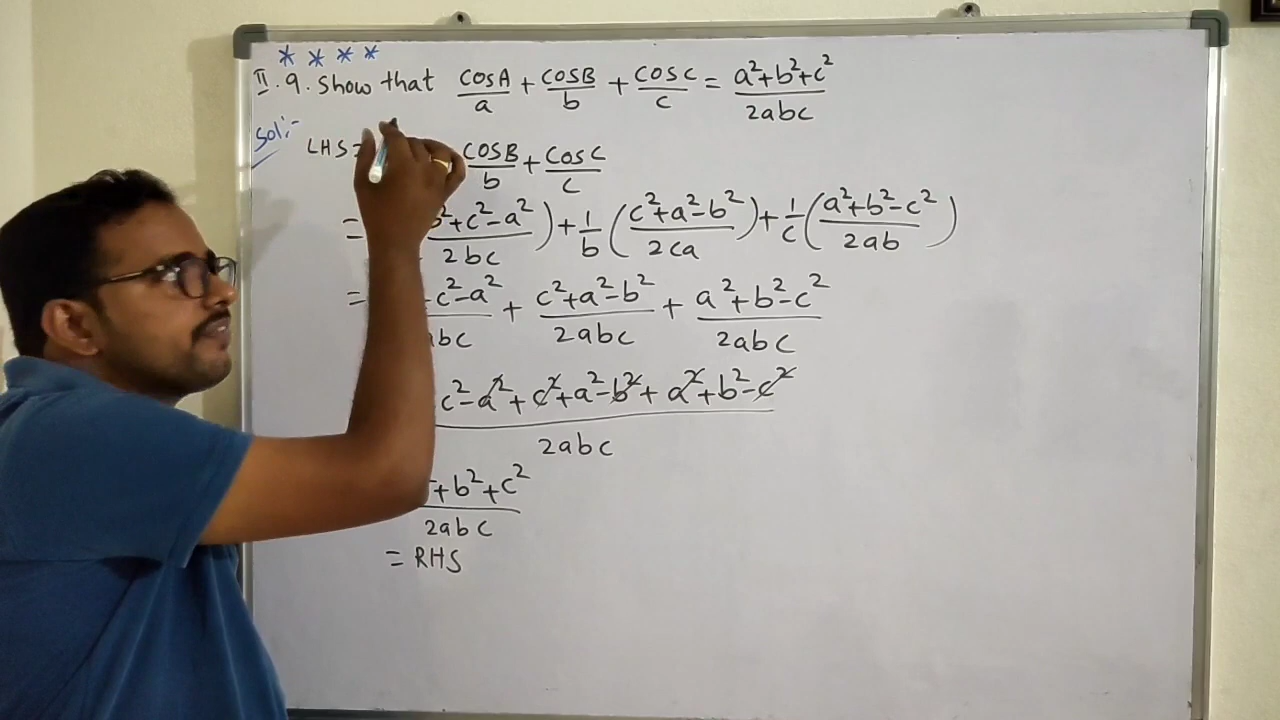 * * * *
II.9. Show that cosA/a + cosB/b + cosC/c = a²+b²+c²/2abc
Sol:-
LHS = cosB/b + cosC/c
= ²+c²-a²/2bc) + 1/b (c²+a²-b²/2ca) + 1/c (a²+b²-c²/2ab)
= c²-a²/bc + c²+a²-b²/2abc + a²+b²-c²/2abc
c²-a²+c²+a²-b²+a²+b²-c²/2abc
+b²+c²/2abc
= RHS